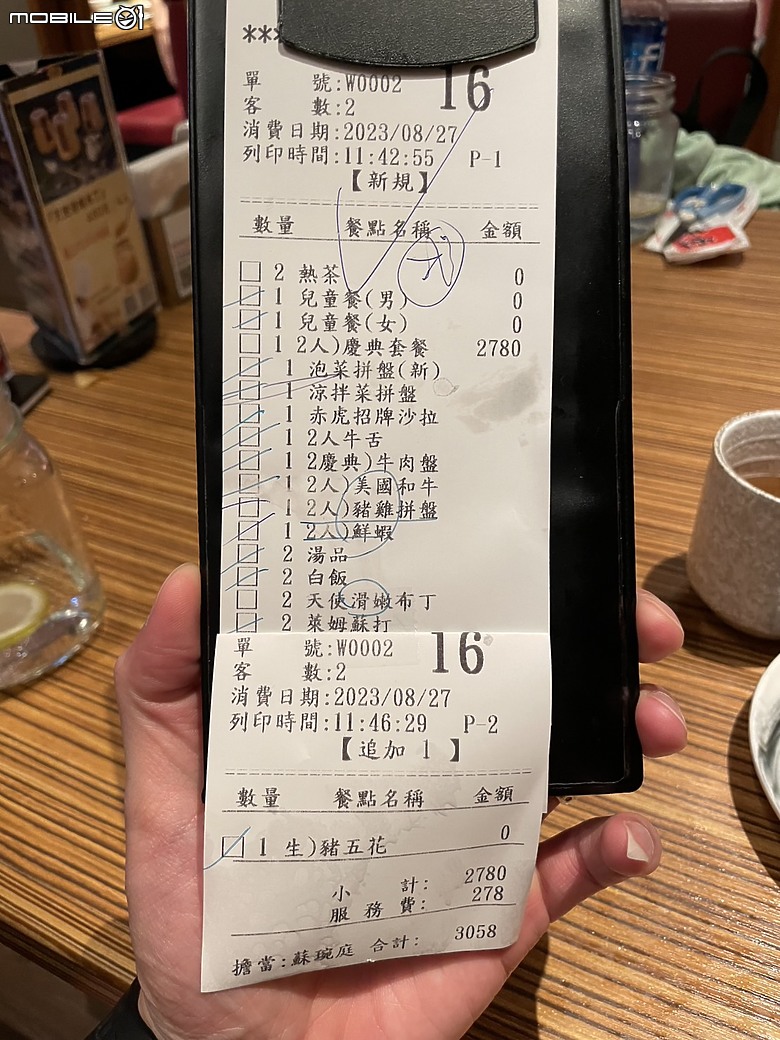 MOBILE01
***
單 號:W0002 16
客 數:2
消費日期:2023/08/27
列印時間:11:42:55 P-1
【新規】
數量 餐點名稱 金額
2 熱茶 0
1 兒童餐(男) 0
1 兒童餐(女) 0
1 2人)慶典套餐 2780
1 泡菜拼盤(新)
1 涼拌菜拼盤
1 赤虎招牌沙拉
1 2人牛舌
1 2慶典)牛肉盤
1 2人)美國和牛
1 2人)豬雞拼盤
1 2人)鮮蝦
2 湯品
2 白飯
2 天使滑嫩布丁
2 萊姆蘇打
單 號:W0002 16
客 數:2
消費日期:2023/08/27
列印時間:11:46:29 P-2
【追加 1 】
數量 餐點名稱 金額
1 生)豬五花 0
小 計: 2780
服務費: 278
擔當:蘇琬庭 合計: 3058